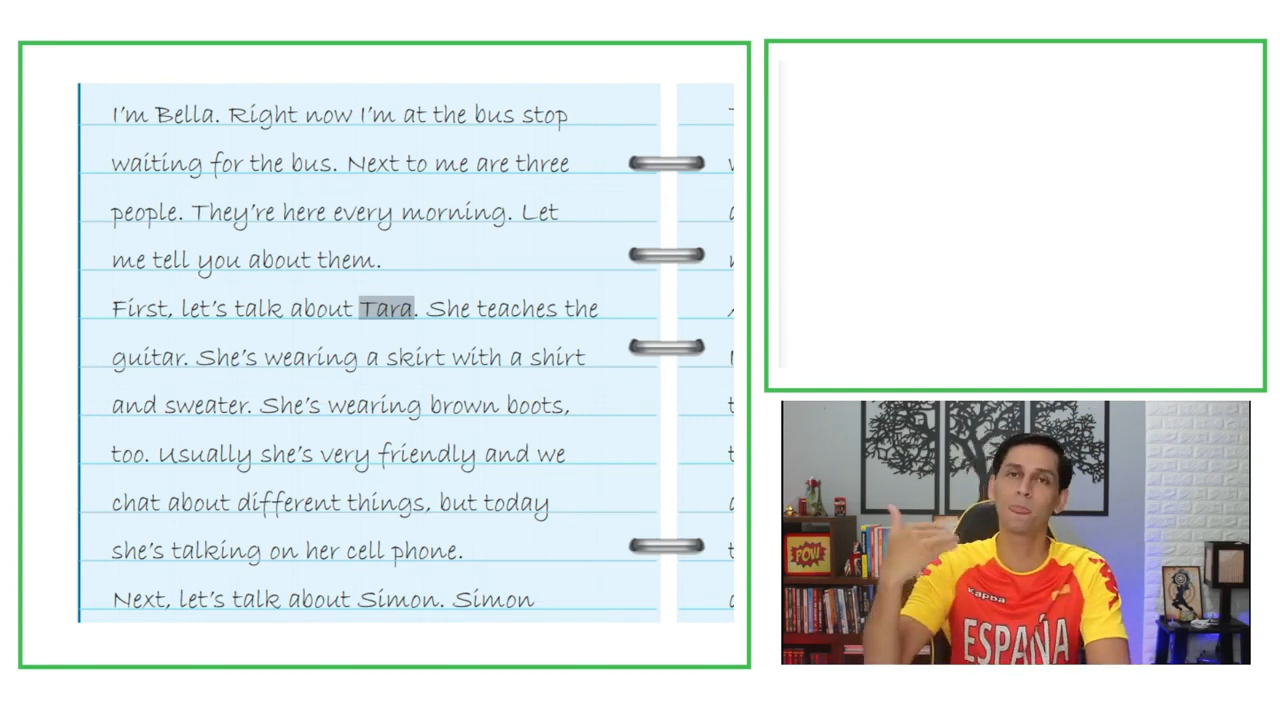 I'm Bella. Right now I'm at the bus stop
waiting for the bus. Next to me are three
people. They're here every morning. Let
me tell you about them.
First, let's talk about Tara. She teaches the
guitar. She's wearing a skirt with a shirt
and sweater. She's wearing brown boots,
too. Usually she's very friendly and we
chat about different things, but today
she's talking on her cell phone.
Next, let's talk about Simon. Simon
POW
Kappa
ESPAÑA